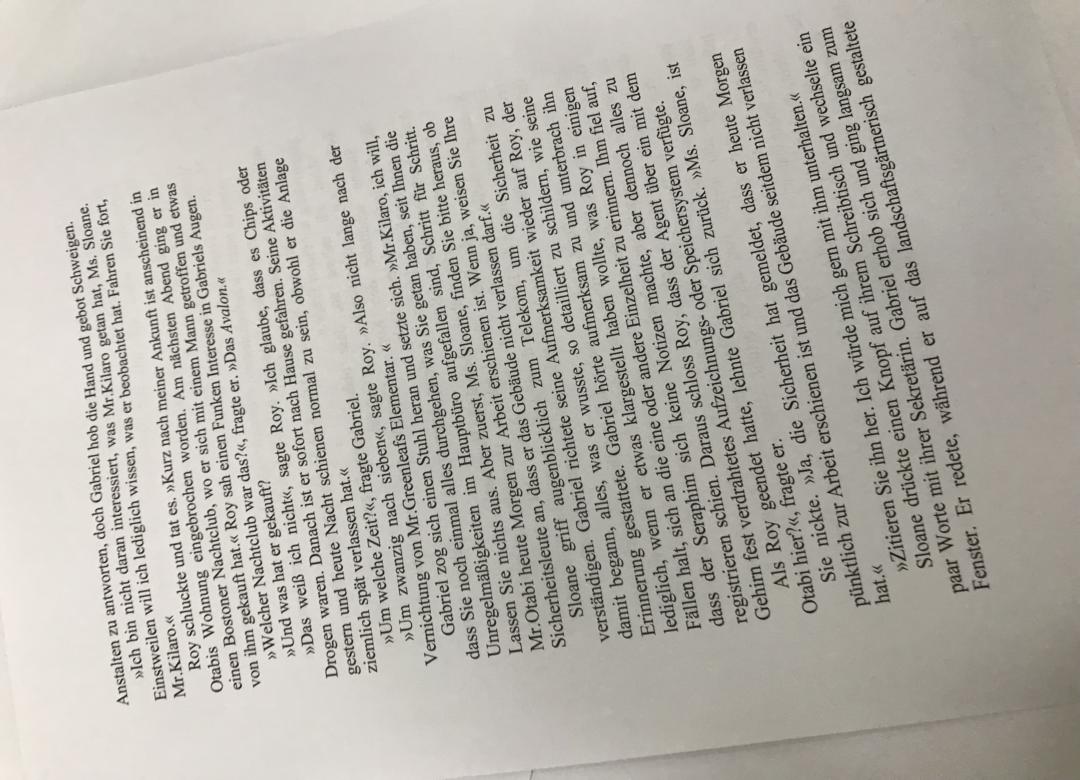 Anstalten zu antworten, doch Gabriel hob die Hand und gebot Schweigen.
»Ich bin nicht daran interessiert, was Mr.Kilaro getan hat, Ms. Sloane.
Einstweilen will ich lediglich wissen, was er beobachtet hat. Fahren Sie fort,
Mr.Kilaro.«
Roy schluckte und tat es. »Kurz nach meiner Ankunft ist anscheinend in
Otabis Wohnung eingebrochen worden. Am nächsten Abend ging er in
einen Bostoner Nachtclub, wo er sich mit einem Mann getroffen und etwas
von ihm gekauft hat.« Roy sah einen Funken Interesse in Gabriels Augen.
»Welcher Nachtclub war das?«, fragte er. »Das Avalon.«
»Und was hat er gekauft?
»Das weiß ich nicht«, sagte Roy. »Ich glaube, dass es Chips oder
Drogen waren. Danach ist er sofort nach Hause gefahren. Seine Aktivitäten
gestern und heute Nacht schienen normal zu sein, obwohl er die Anlage
ziemlich spät verlassen hat.«
»Um welche Zeit?«, fragte Gabriel.
»Um zwanzig nach sieben«, sagte Roy. »Also nicht lange nach der
Vernichtung von Mr.Greenleafs Elementar. «
Gabriel zog sich einen Stuhl heran und setzte sich. »Mr.Kilaro, ich will,
dass Sie noch einmal alles durchgehen, was Sie getan haben, seit Ihnen die
Unregelmäßigkeiten im Hauptbüro aufgefallen sind, Schritt für Schritt.
Lassen Sie nichts aus. Aber zuerst, Ms. Sloane, finden Sie bitte heraus, ob
Mr.Otabi heute Morgen zur Arbeit erschienen ist. Wenn ja, weisen Sie Ihre
Sicherheitsleute an, dass er das Gebäude nicht verlassen darf.«
Sloane griff augenblicklich zum Telekom, um die Sicherheit zu
verständigen. Gabriel richtete seine Aufmerksamkeit wieder auf Roy, der
damit begann, alles, was er wusste, so detailliert zu schildern, wie seine
Erinnerung gestattete. Gabriel hörte aufmerksam zu und unterbrach ihn
lediglich, wenn er etwas klargestellt haben wollte, was Roy in einigen
Fällen half, sich an die eine oder andere Einzelheit zu erinnern. Ihm fiel auf,
dass der Seraphim sich keine Notizen machte, aber dennoch alles zu
registrieren schien. Daraus schloss Roy, dass der Agent über ein mit dem
Gehirn fest verdrahtetes Aufzeichnungs- oder Speichersystem verfügte.
Als Roy geendet hatte, lehnte Gabriel sich zurück. »Ms. Sloane, ist
Otabi hier?«, fragte er.
Sie nickte. »Ja, die Sicherheit hat gemeldet, dass er heute Morgen
pünktlich zur Arbeit erschienen ist und das Gebäude seitdem nicht verlassen
hat.«
»Zitieren Sie ihn her. Ich würde mich gern mit ihm unterhalten.«
Sloane drückte einen Knopf auf ihrem Schreibtisch und wechselte ein
paar Worte mit ihrer Sekretärin. Gabriel erhob sich und ging langsam zum
Fenster. Er redete, während er auf das landschaftsgärtnerisch gestaltete